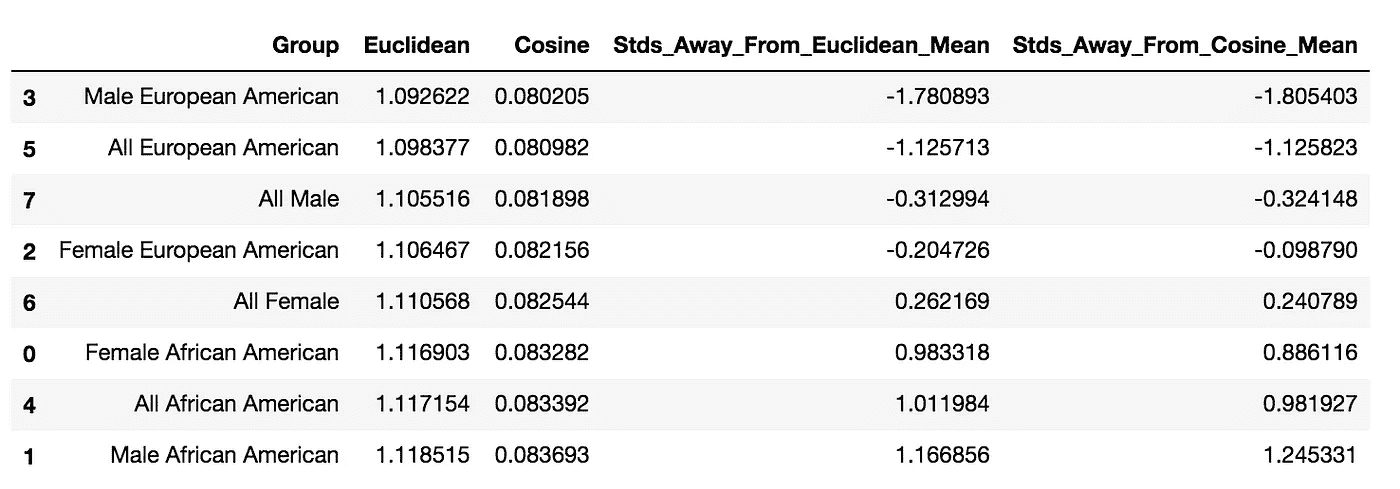 Group Euclidean Cosine Stds_Away_From_Euclidean_Mean Stds_Away_From_Cosine_Mean
3 Male European American 1.092622 0.080205 -1.780893 -1.805403
5 All European American 1.098377 0.080982 -1.125713 -1.125823
7 All Male 1.105516 0.081898 -0.312994 -0.324148
2 Female European American 1.106467 0.082156 -0.204726 -0.098790
6 All Female 1.110568 0.082544 0.262169 0.240789
0 Female African American 1.116903 0.083282 0.983318 0.886116
4 All African American 1.117154 0.083392 1.011984 0.981927
1 Male African American 1.118515 0.083693 1.166856 1.245331